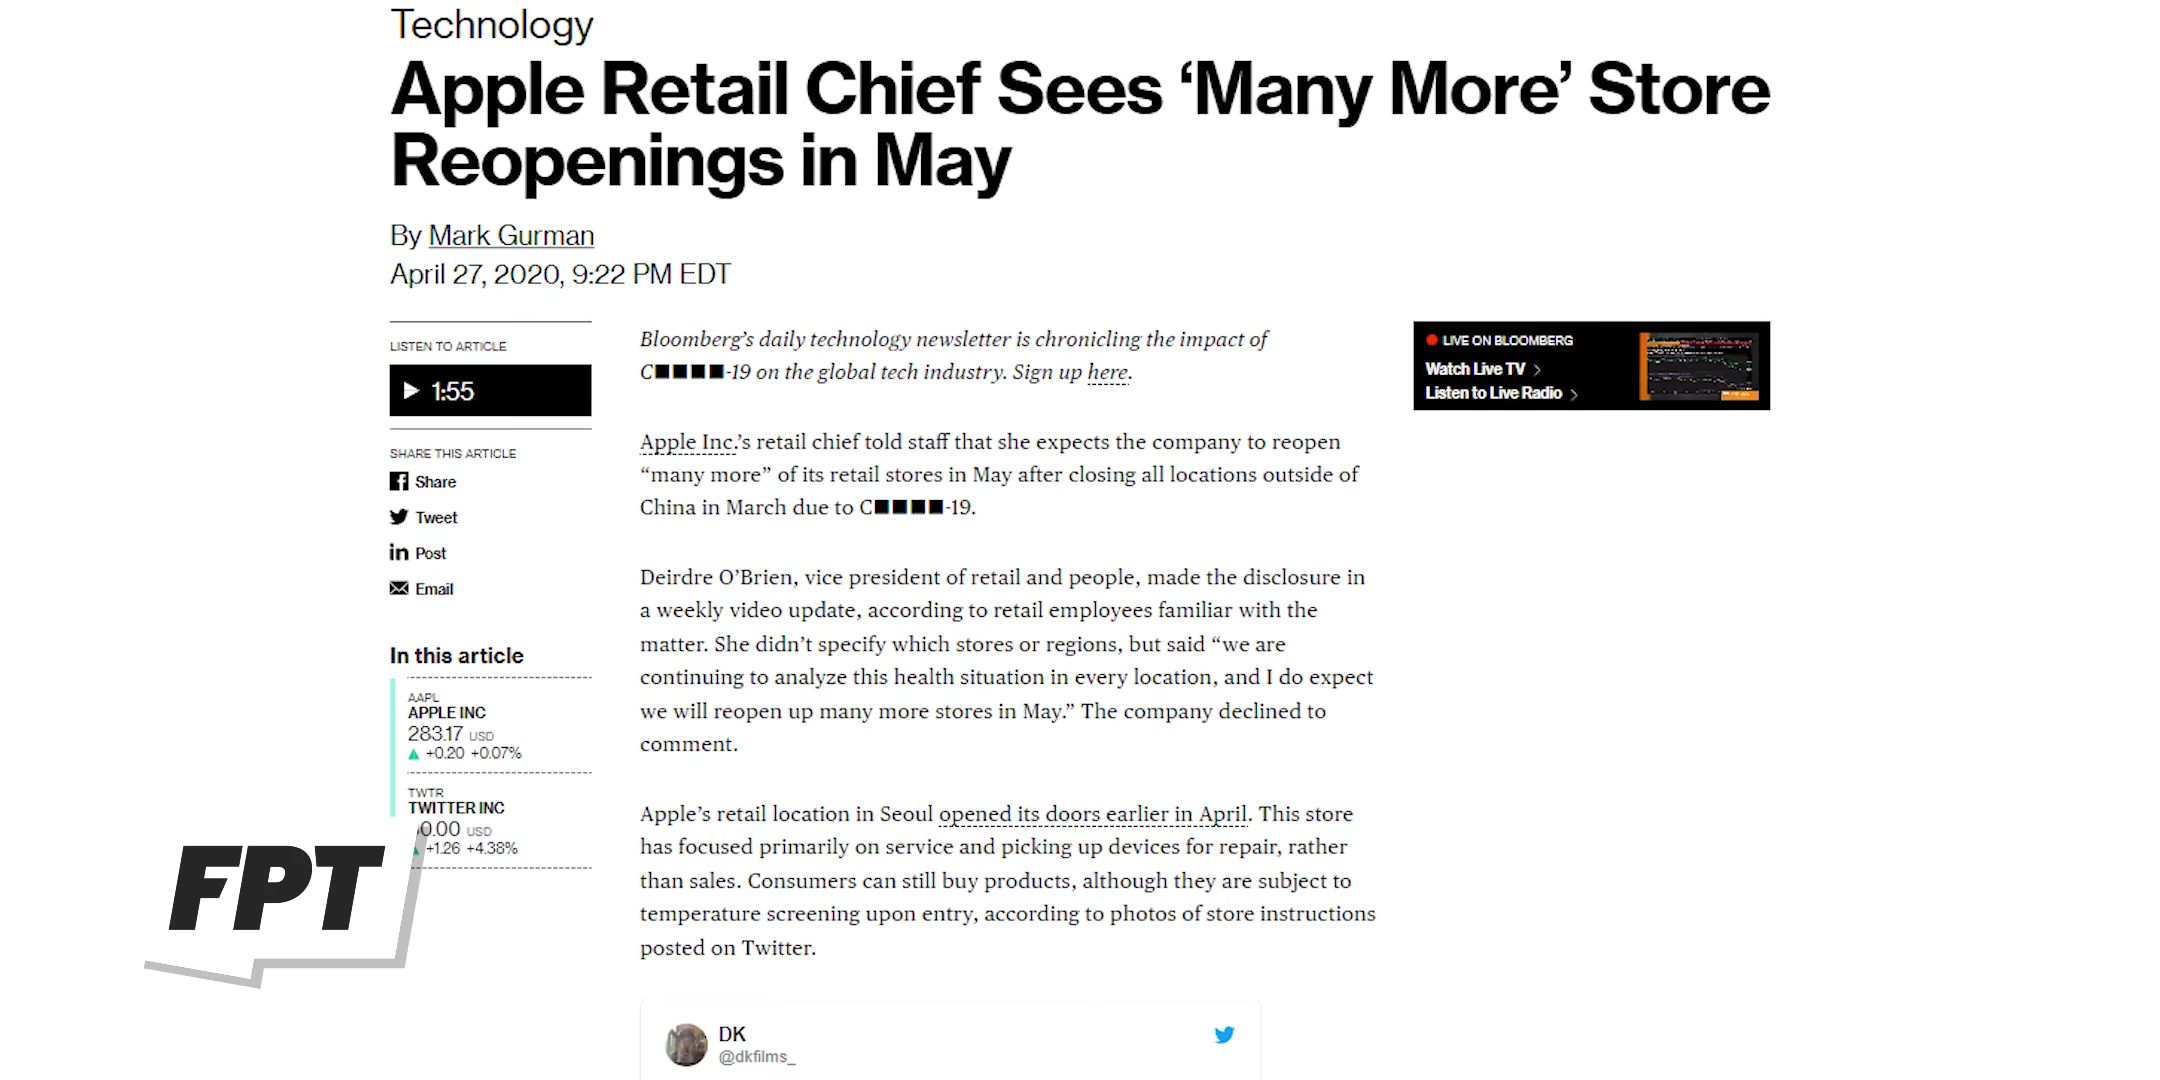 Technology
Apple Retail Chief Sees ‘Many More’ Store
Reopenings in May
By Mark Gurman
April 27, 2020, 9:22 PM EDT
LISTEN TO ARTICLE
1:55
SHARE THIS ARTICLE
Share
Tweet
Post
Email
In this article
AAPL
APPLE INC
283.17 USD
+0.20 +0.07%
TWTR
TWITTER INC
0.00 USD
+1.26 +4.38%
FPT
Bloomberg’s daily technology newsletter is chronicling the impact of
C■■■■-19 on the global tech industry. Sign up here.
Apple Inc.’s retail chief told staff that she expects the company to reopen
“many more” of its retail stores in May after closing all locations outside of
China in March due to C■■■■-19.
Deirdre O’Brien, vice president of retail and people, made the disclosure in
a weekly video update, according to retail employees familiar with the
matter. She didn’t specify which stores or regions, but said “we are
continuing to analyze this health situation in every location, and I do expect
we will reopen up many more stores in May.” The company declined to
comment.
Apple’s retail location in Seoul opened its doors earlier in April. This store
has focused primarily on service and picking up devices for repair, rather
than sales. Consumers can still buy products, although they are subject to
temperature screening upon entry, according to photos of store instructions
posted on Twitter.
DK
@dkfilms_
LIVE ON BLOOMBERG
Watch Live TV
Listen to Live Radio